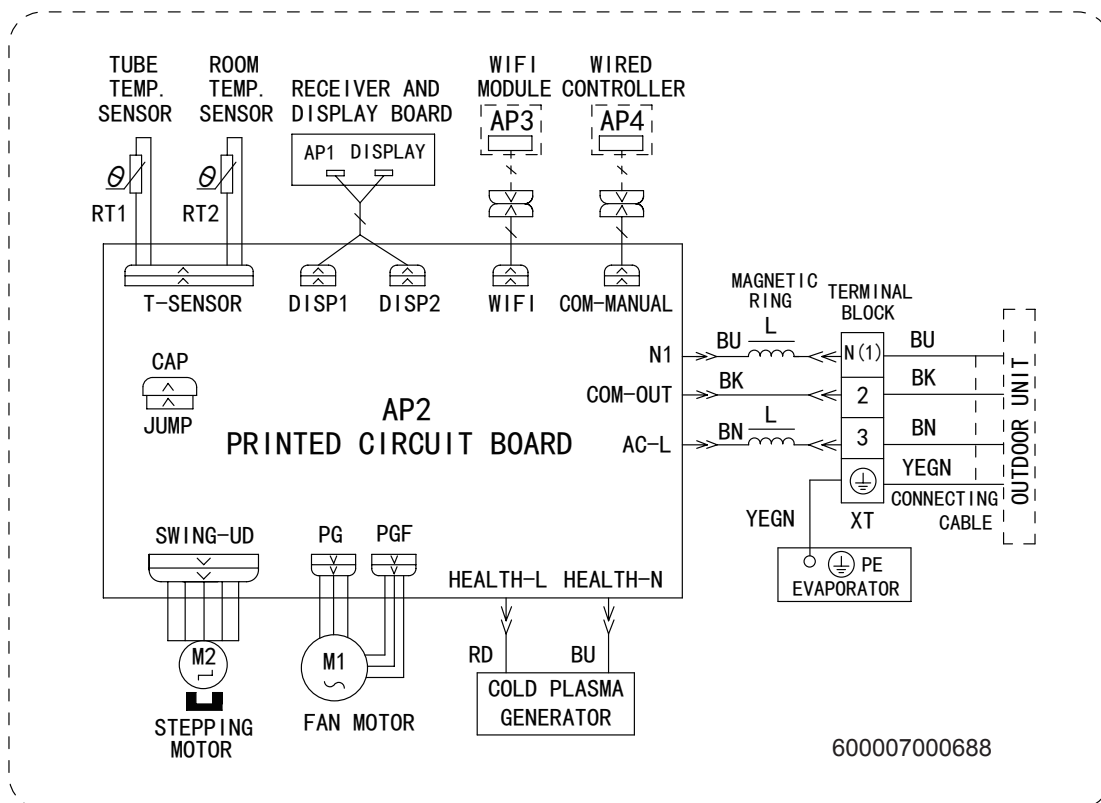 TUBE
TEMP.
SENSOR
ROOM
TEMP.
SENSOR
RECEIVER AND
DISPLAY BOARD
WIFI
MODULE
WIRED
CONTROLLER
AP1 DISPLAY
AP3
AP4
θ
RT1
θ
RT2
T-SENSOR
DISP1
DISP2
WIFI
COM-MANUAL
MAGNETIC
RING
TERMINAL
BLOCK
N1
BU
L
N(1)
BU
COM-OUT
BK
2
BK
AC-L
BN
L
3
BN
YEGN
CONNECTING
CABLE
OUTDOOR UNIT
XT
YEGN
PE
EVAPORATOR
CAP
JUMP
AP2
PRINTED CIRCUIT BOARD
SWING-UD
PG
PGF
HEALTH-L
HEALTH-N
M2
STEPPING
MOTOR
M1
FAN MOTOR
RD
BU
COLD PLASMA
GENERATOR
600007000688